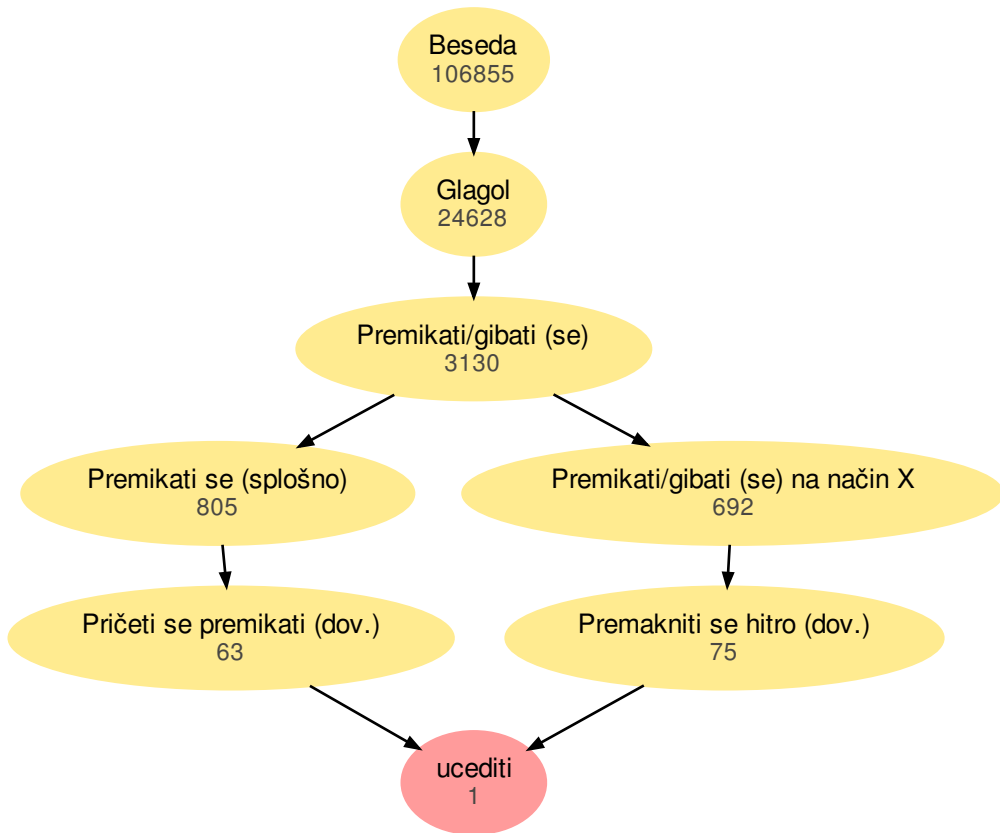 Beseda
106855
Glagol
24628
Premikati/gibati (se)
3130
Premikati se (splošno)
805
Premikati/gibati (se) na način X
692
Pričeti se premikati (dov.)
63
Premakniti se hitro (dov.)
75
ucediti
1